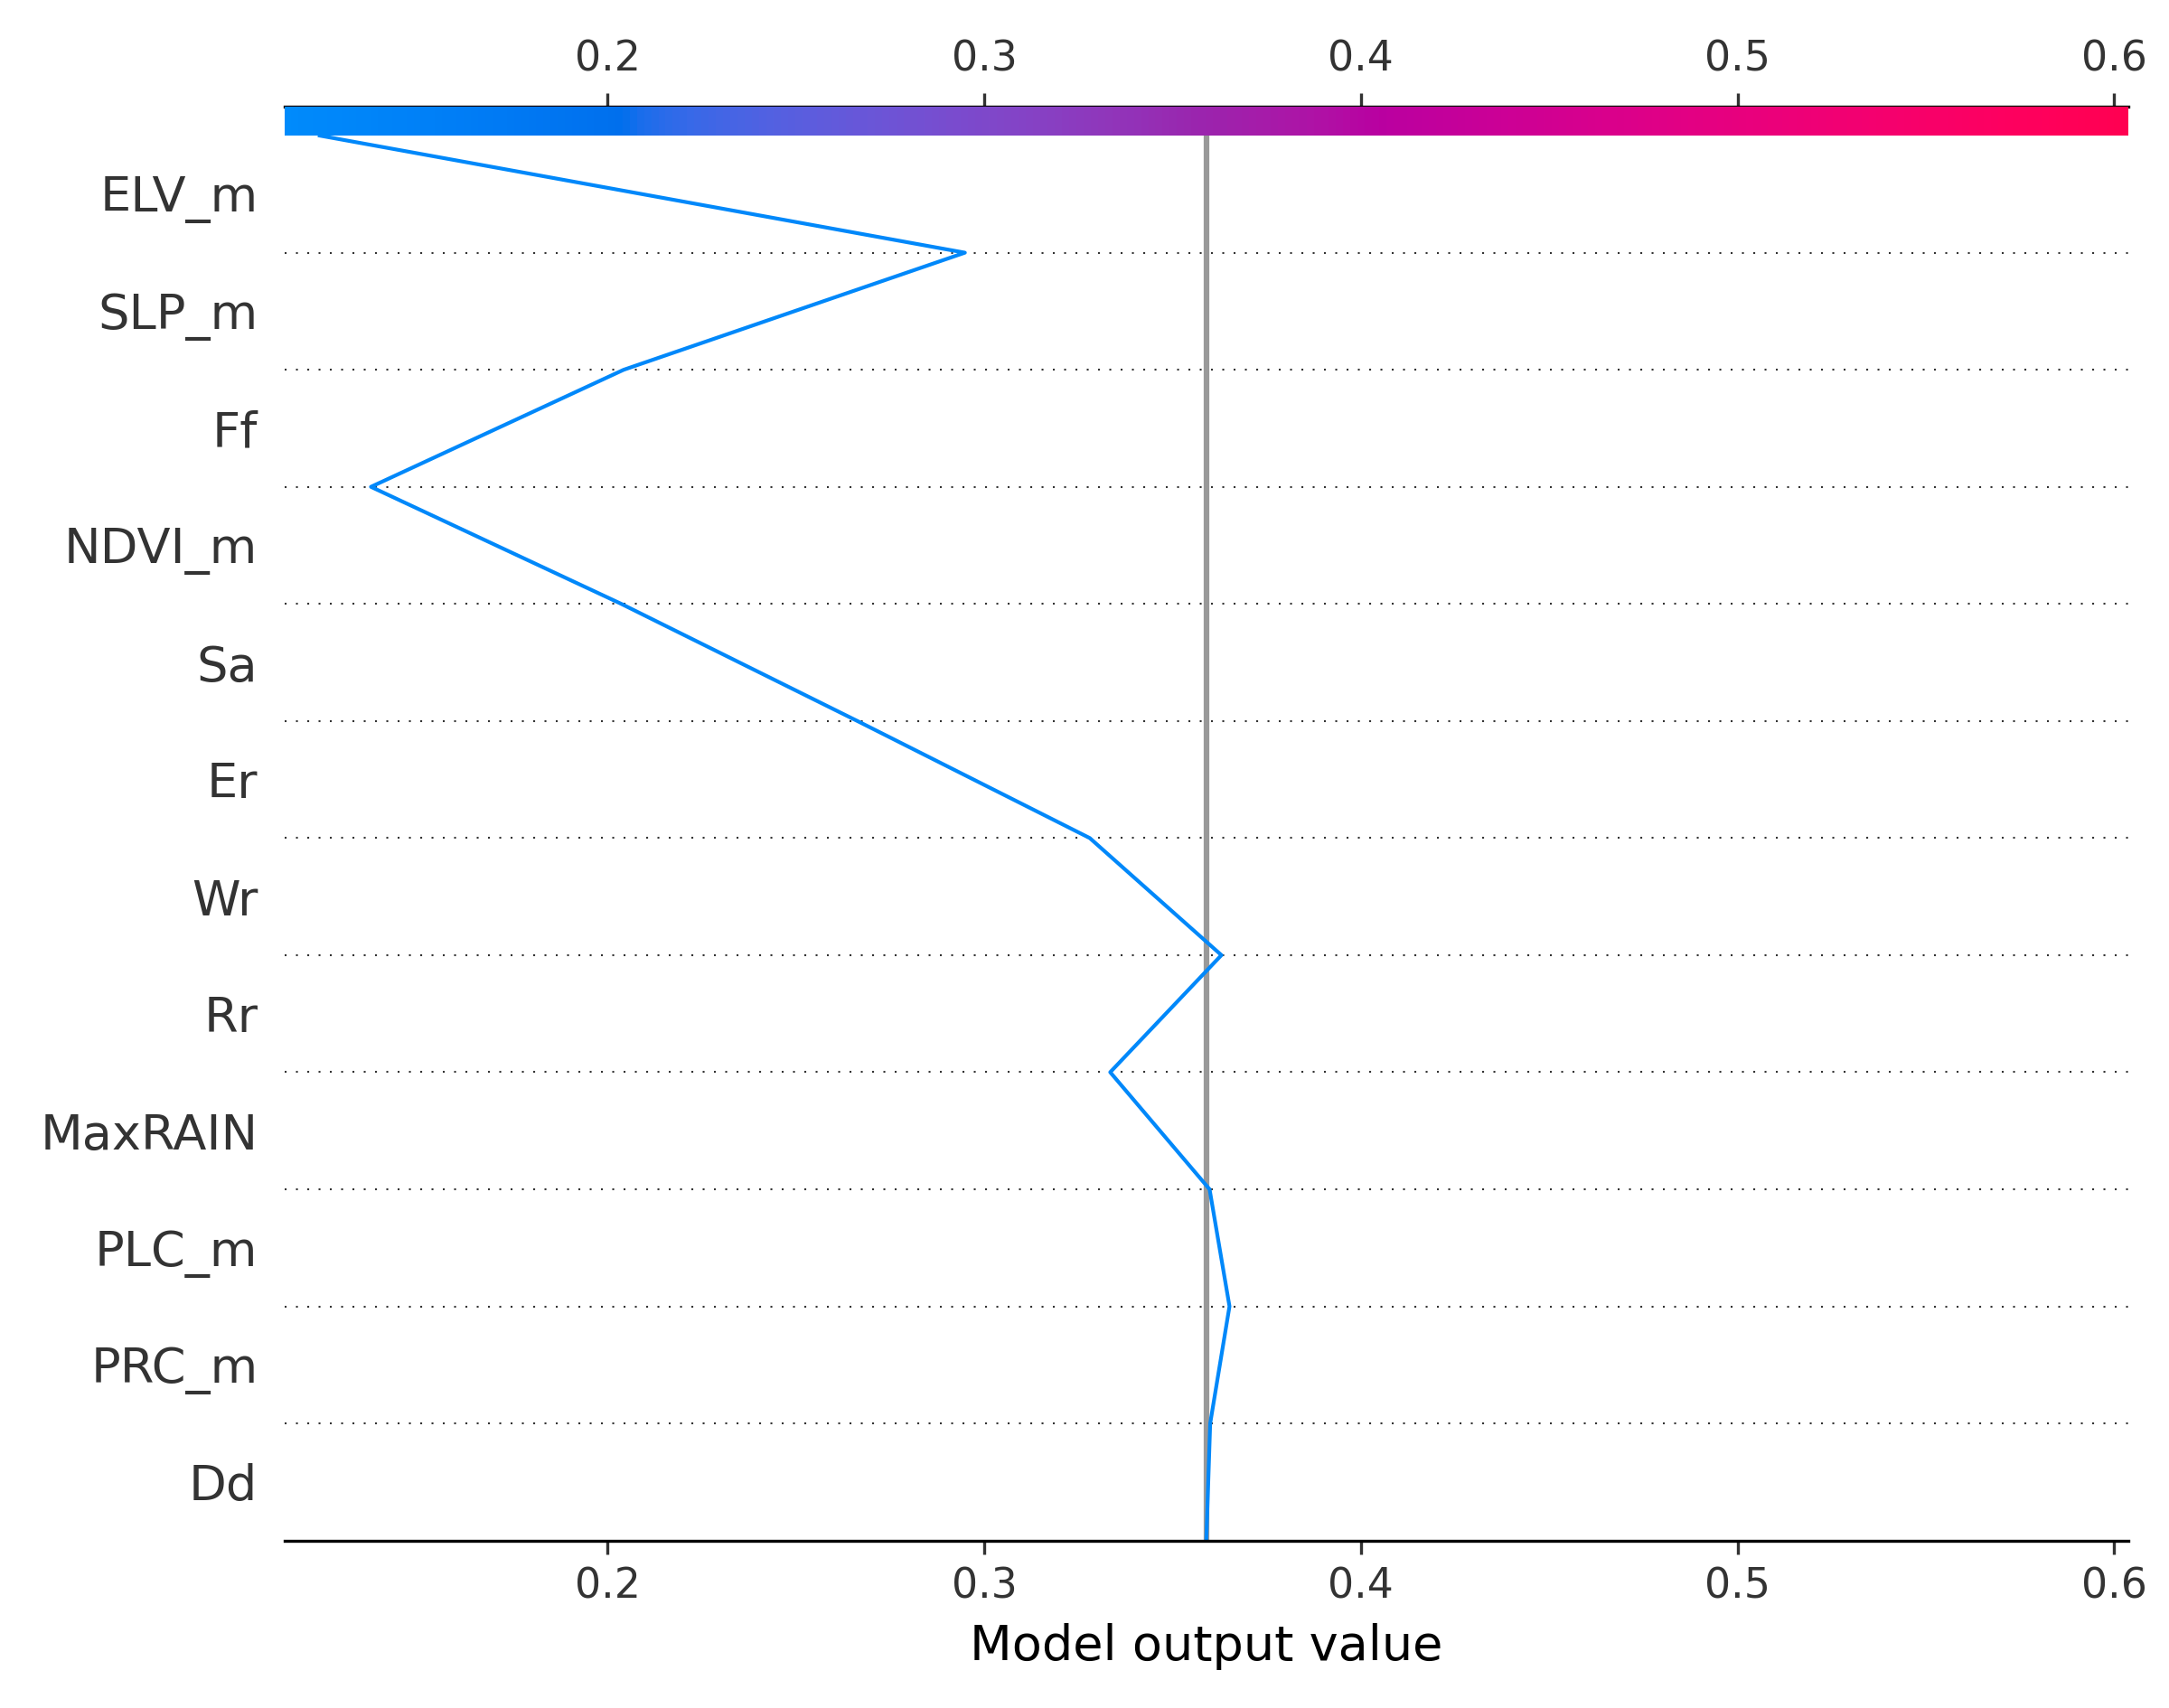 0.2 0.3 0.4 0.5 0.6
ELV_m
SLP_m
Ff
NDVI_m
Sa
Er
Wr
Rr
MaxRAIN
PLC_m
PRC_m
Dd
0.2 0.3 0.4 0.5 0.6
Model output value